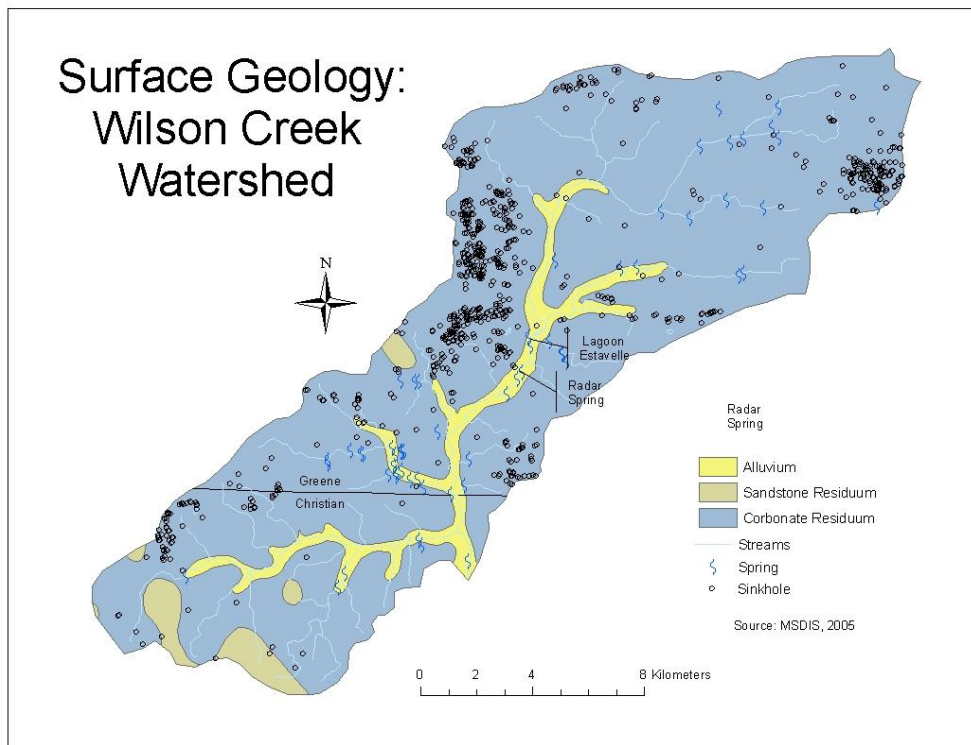 Surface Geology:
Wilson Creek
Watershed
N
Lagoon
Estavelle
Radar
Spring
Greene
Christian
Radar
Spring
Alluvium
Sandstone Residuum
Corbonate Residuum
Streams
Spring
Sinkhole
Source: MSDIS, 2005
0 2 4 8 Kilometers